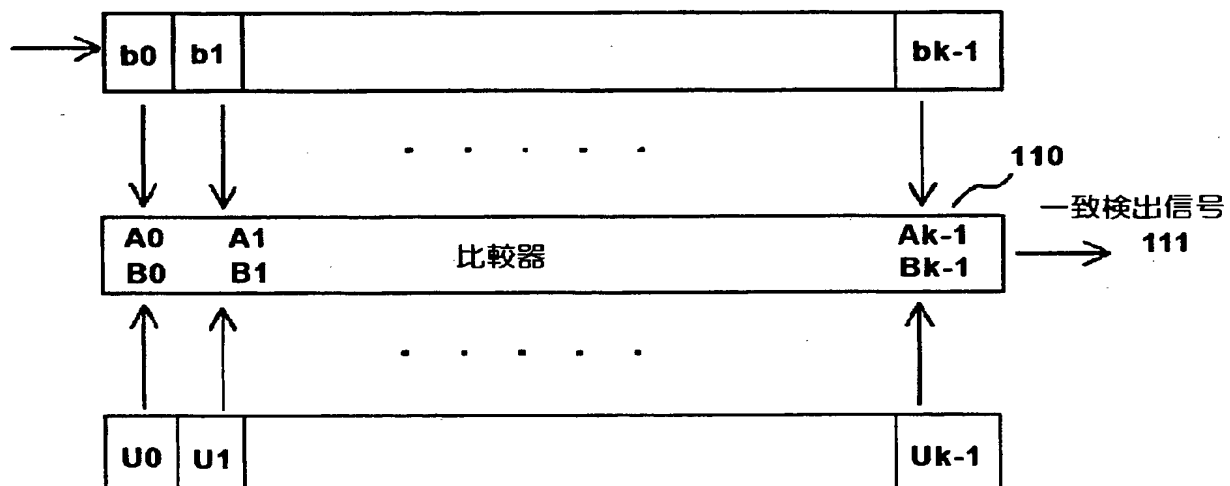 b0 b1 bk-1
110
一致検出信号
111
A0 A1 Ak-1
比較器
B0 B1 Bk-1
U0 U1 Uk-1